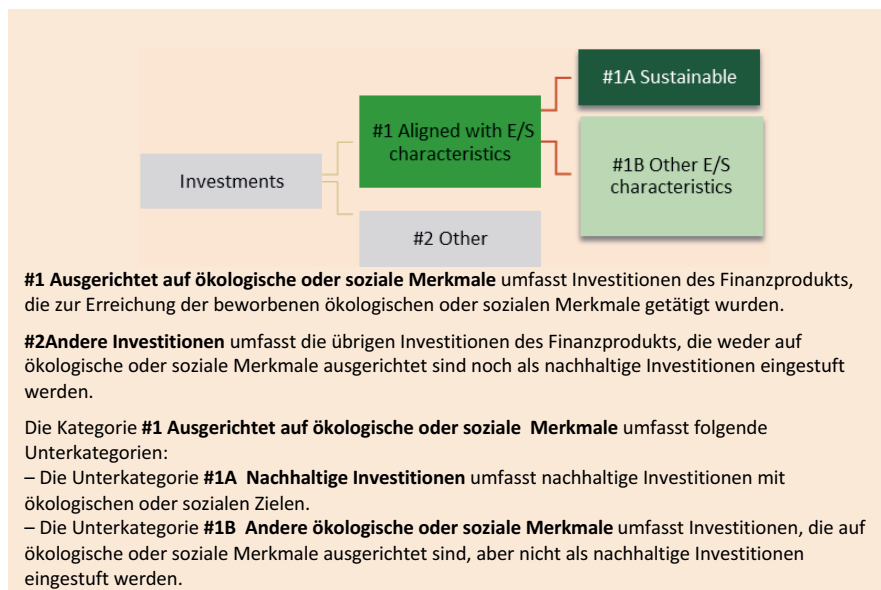 #1A Sustainable
#1 Aligned with E/S
characteristics
#1B Other E/S
characteristics
Investments
#2 Other
#1 Ausgerichtet auf ökologische oder soziale Merkmale umfasst Investitionen des Finanzprodukts,
die zur Erreichung der beworbenen ökologischen oder sozialen Merkmale getätigt wurden.
#2Andere Investitionen umfasst die übrigen Investitionen des Finanzprodukts, die weder auf
ökologische oder soziale Merkmale ausgerichtet sind noch als nachhaltige Investitionen eingestuft
werden.
Die Kategorie #1 Ausgerichtet auf ökologische oder soziale Merkmale umfasst folgende
Unterkategorien:
– Die Unterkategorie #1A Nachhaltige Investitionen umfasst nachhaltige Investitionen mit
ökologischen oder sozialen Zielen.
– Die Unterkategorie #1B Andere ökologische oder soziale Merkmale umfasst Investitionen, die auf
ökologische oder soziale Merkmale ausgerichtet sind, aber nicht als nachhaltige Investitionen
eingestuft werden.